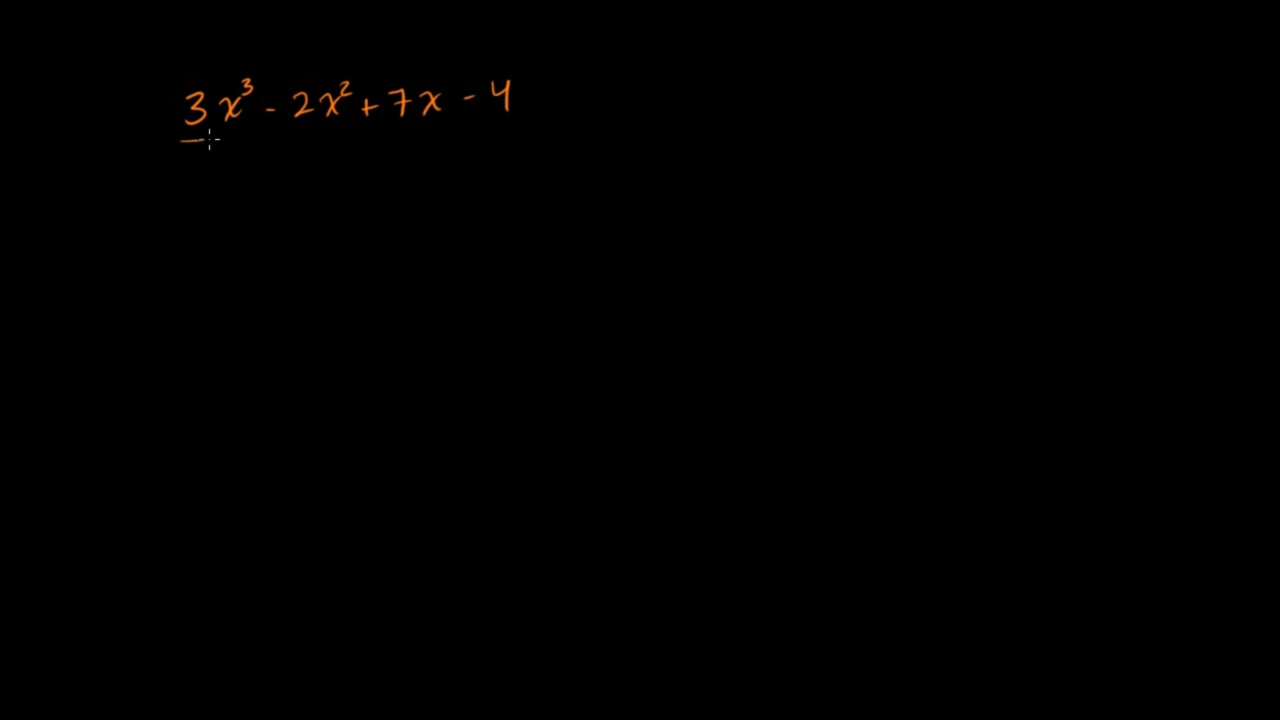 3x³ - 2x² + 7x - 4